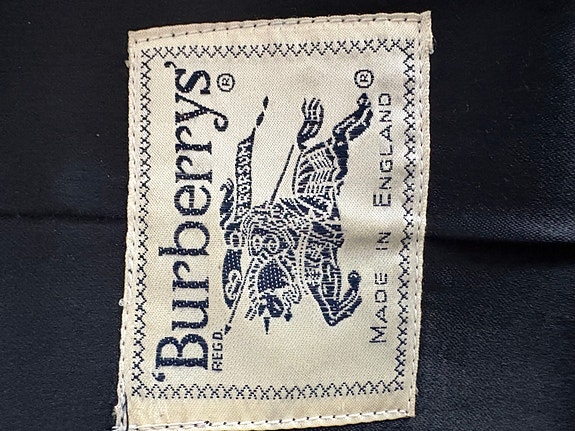 'Burberrys'®
REGD.
®
MADE IN ENGLAND